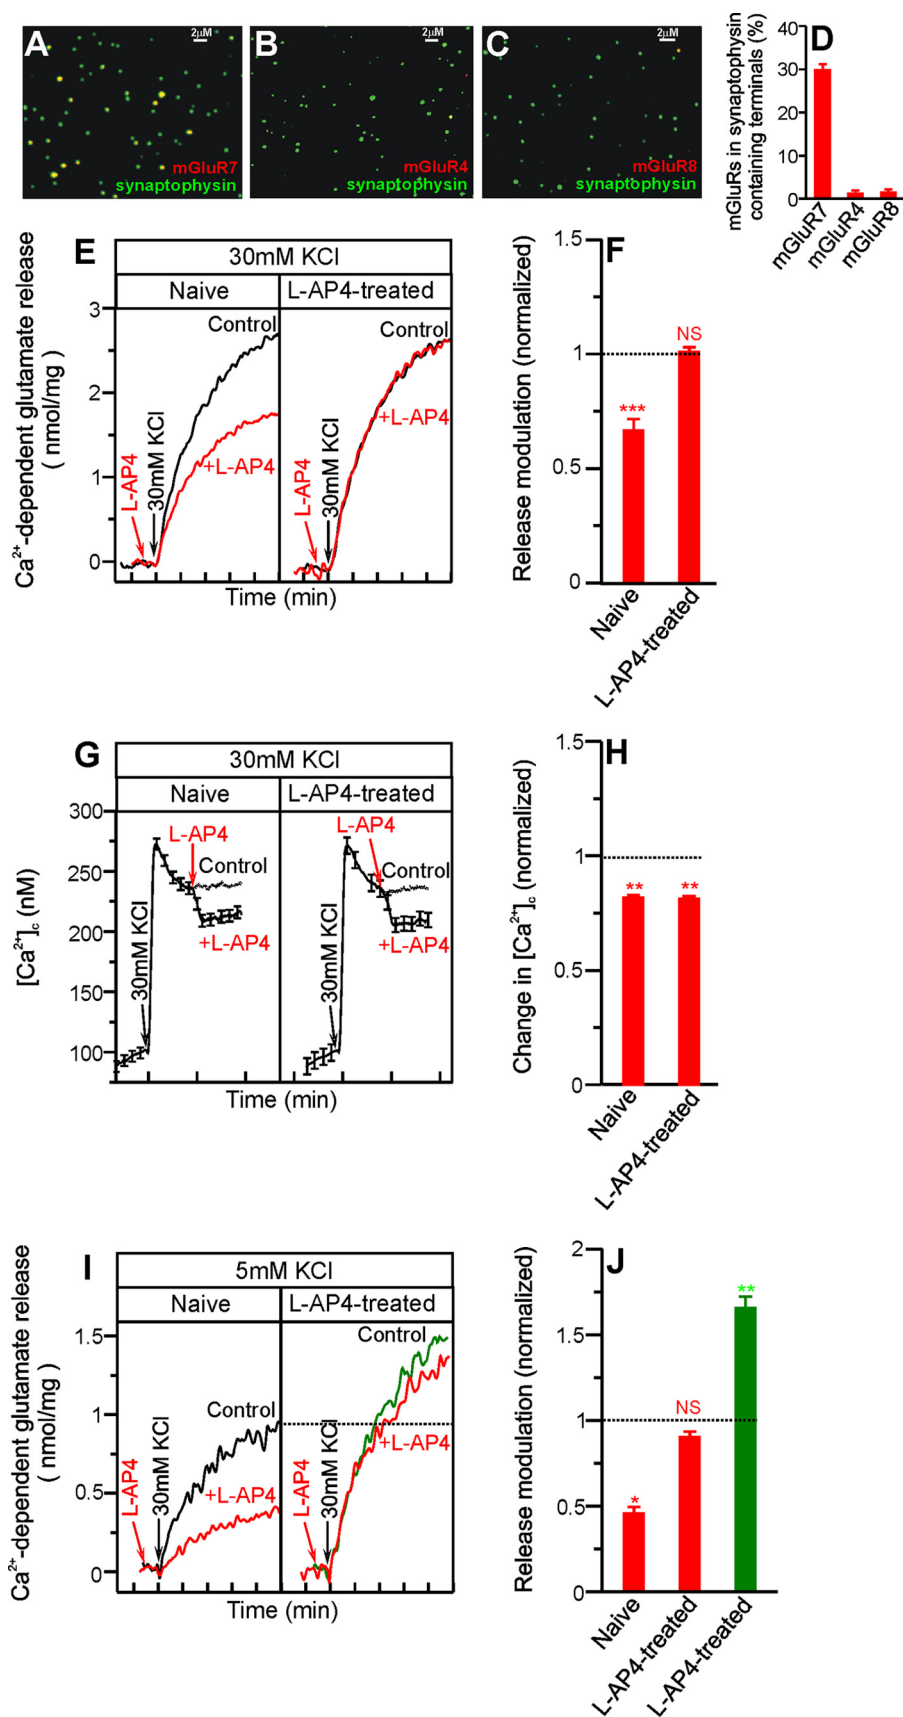 A
2µM
mGluR7
synaptophysin
B
2µM
mGluR4
synaptophysin
C
2µM
mGluR8
synaptophysin
D
mGluRs in synaptophysin
containing terminals (%)
40
30
20
10
0
mGluR7
mGluR4
mGluR8
E
30mM KCl
Naive
L-AP4-treated
Ca²⁺-dependent glutamate release
( nmol/mg )
3
2
1
0
Control
+L-AP4
L-AP4
30mM KCl
Control
+L-AP4
L-AP4
30mM KCl
Time (min)
F
Release modulation (normalized)
1.5
1
0.5
0
***
NS
Naive
L-AP4-treated
G
30mM KCl
Naive
L-AP4-treated
[Ca²⁺]c (nM)
300
250
200
150
100
L-AP4
Control
+L-AP4
30mM KCl
L-AP4
Control
+L-AP4
30mM KCl
Time (min)
H
Change in [Ca²⁺]c (normalized)
1.5
1
0.5
0
**
**
Naive
L-AP4-treated
I
5mM KCl
Naive
L-AP4-treated
Ca²⁺-dependent glutamate release
( nmol/mg )
1.5
1
0.5
0
Control
+L-AP4
L-AP4
30mM KCl
Control
+L-AP4
L-AP4
30mM KCl
Time (min)
J
Release modulation (normalized)
2
1.5
1
0.5
0
*
NS
**
Naive
L-AP4-treated
L-AP4-treated